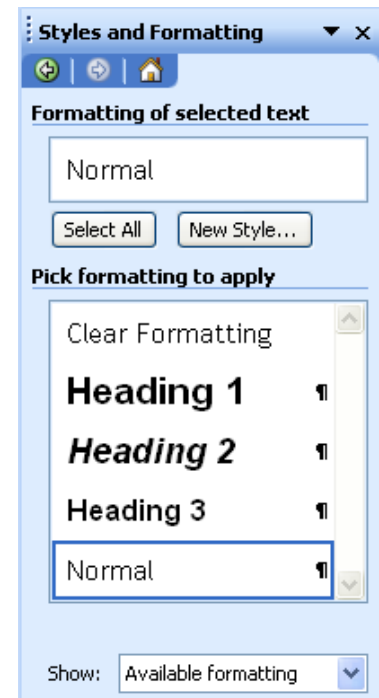 Styles and Formatting
Formatting of selected text
Normal
Select All New Style...
Pick formatting to apply
Clear Formatting
Heading 1 ¶
Heading 2 ¶
Heading 3 ¶
Normal ¶
Show: Available formatting